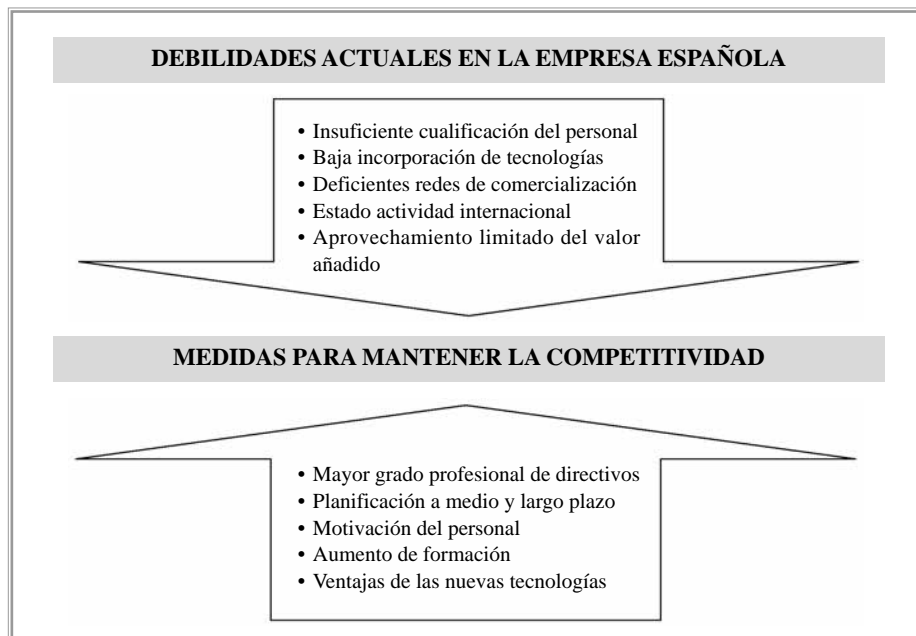 DEBILIDADES ACTUALES EN LA EMPRESA ESPAÑOLA
• Insuficiente cualificación del personal
• Baja incorporación de tecnologías
• Deficientes redes de comercialización
• Estado actividad internacional
• Aprovechamiento limitado del valor
añadido
MEDIDAS PARA MANTENER LA COMPETITIVIDAD
• Mayor grado profesional de directivos
• Planificación a medio y largo plazo
• Motivación del personal
• Aumento de formación
• Ventajas de las nuevas tecnologías